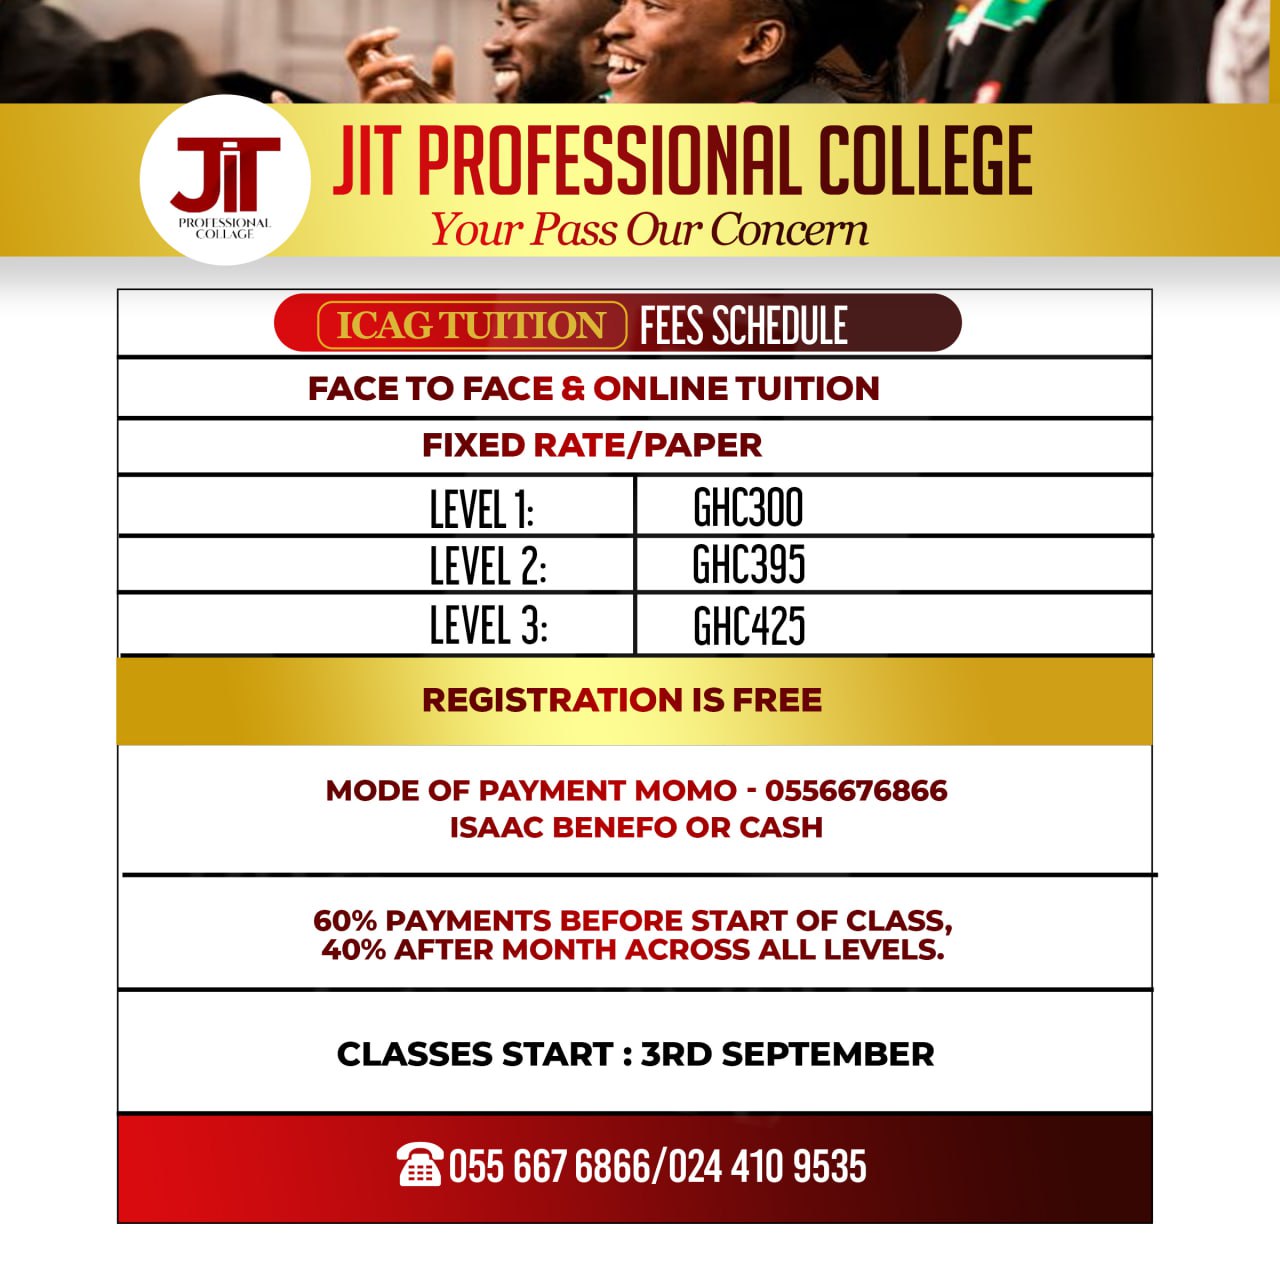 JiT
PROFESSIONAL
COLLAGE
JIT PROFESSIONAL COLLEGE
Your Pass Our Concern
ICAG TUITION FEES SCHEDULE
FACE TO FACE & ONLINE TUITION
FIXED RATE/PAPER
LEVEL 1: GHC300
LEVEL 2: GHC395
LEVEL 3: GHC425
REGISTRATION IS FREE
MODE OF PAYMENT MOMO - 0556676866
ISAAC BENEFO OR CASH
60% PAYMENTS BEFORE START OF CLASS,
40% AFTER MONTH ACROSS ALL LEVELS.
CLASSES START : 3RD SEPTEMBER
055 667 6866/024 410 9535